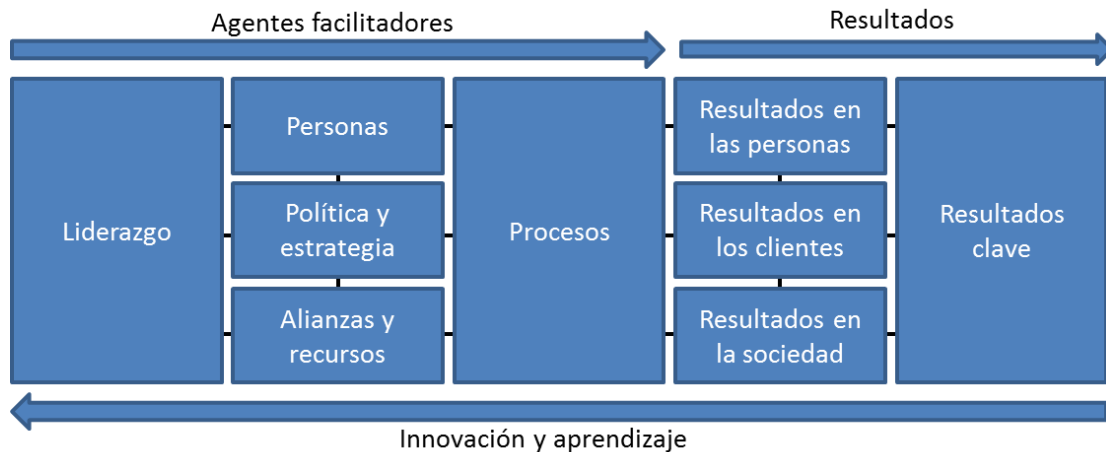 Agentes facilitadores
Resultados
Liderazgo
Personas
Política y
estrategia
Alianzas y
recursos
Procesos
Resultados en
las personas
Resultados en
los clientes
Resultados en
la sociedad
Resultados
clave
Innovación y aprendizaje